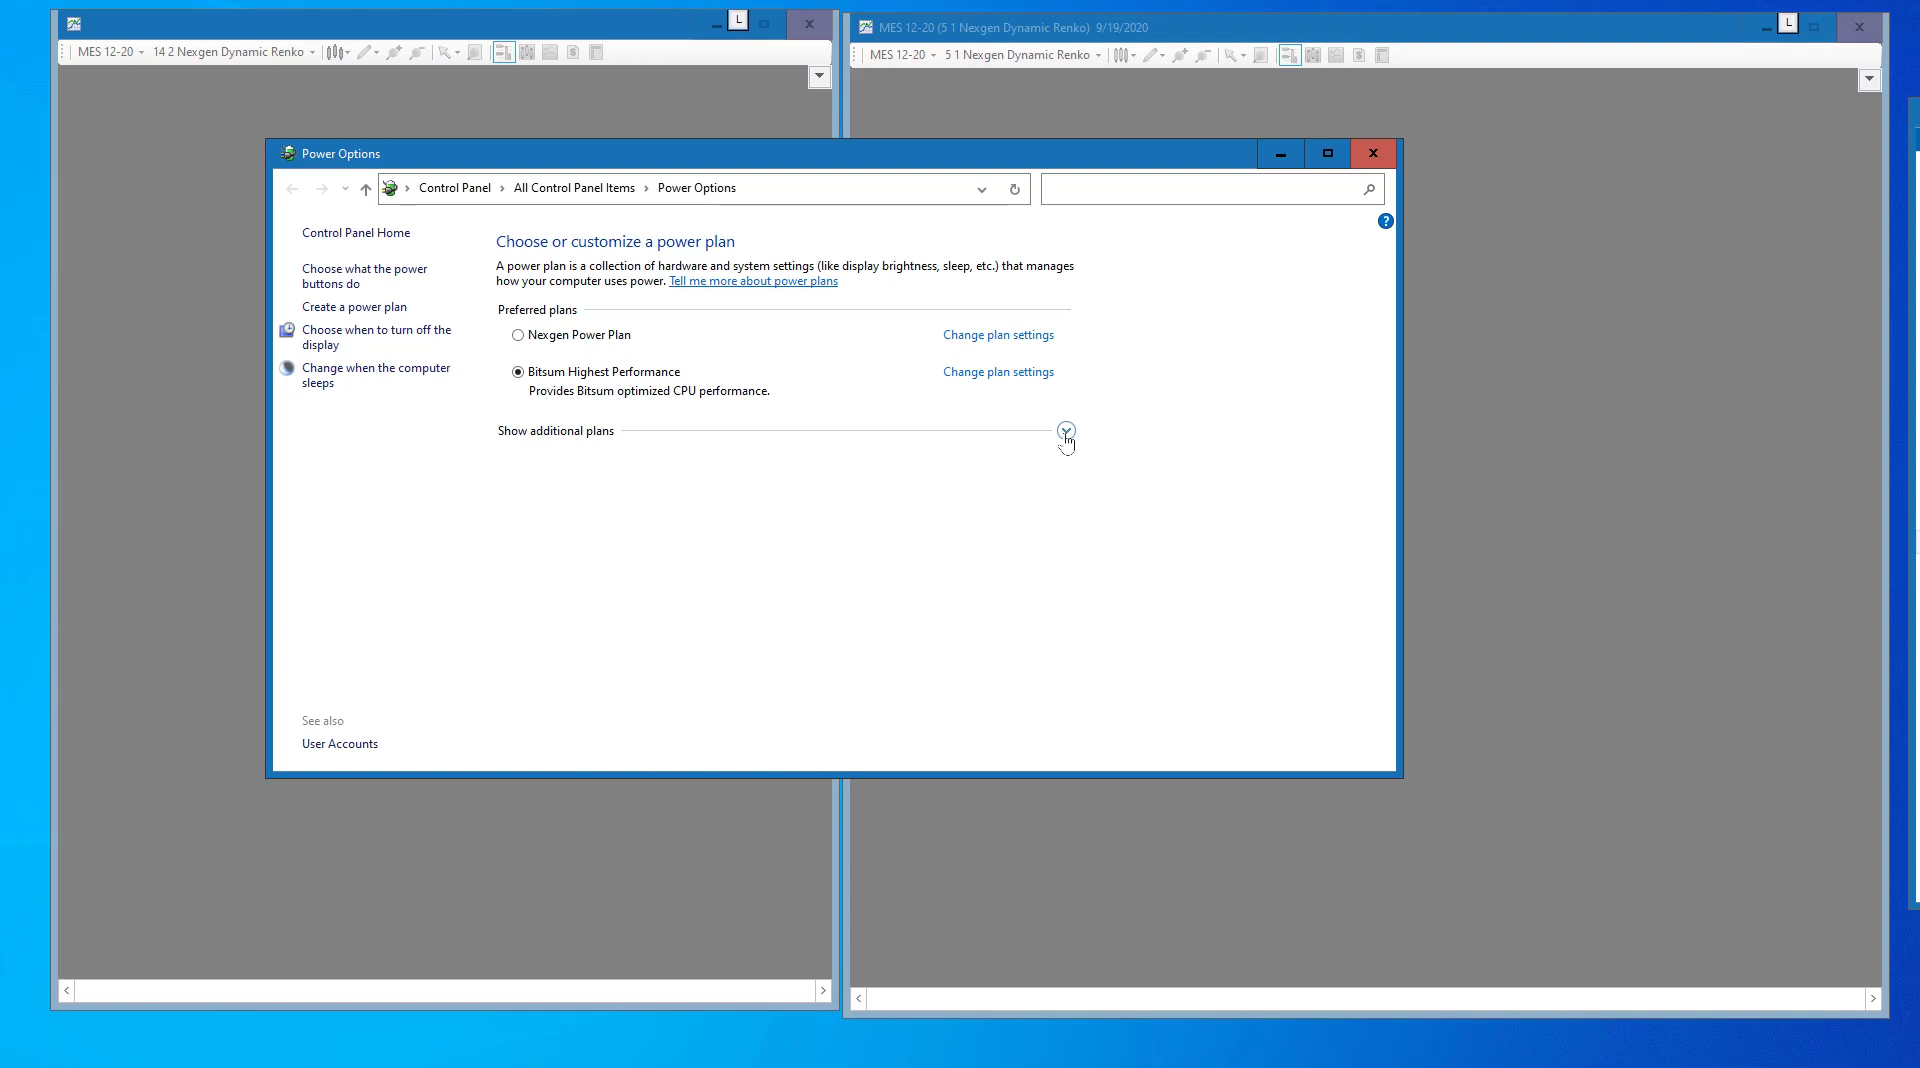 L
MES 12-20
14 2 Nexgen Dynamic Renko
MES 12-20 (5 1 Nexgen Dynamic Renko) 9/19/2020
L
MES 12-20
5 1 Nexgen Dynamic Renko
Power Options
Control Panel
All Control Panel Items
Power Options
Control Panel Home
Choose what the power
buttons do
Create a power plan
Choose when to turn off the
display
Change when the computer
sleeps
Choose or customize a power plan
A power plan is a collection of hardware and system settings (like display brightness, sleep, etc.) that manages
how your computer uses power. Tell me more about power plans
Preferred plans
Nexgen Power Plan
Change plan settings
Bitsum Highest Performance
Change plan settings
Provides Bitsum optimized CPU performance.
Show additional plans
See also
User Accounts